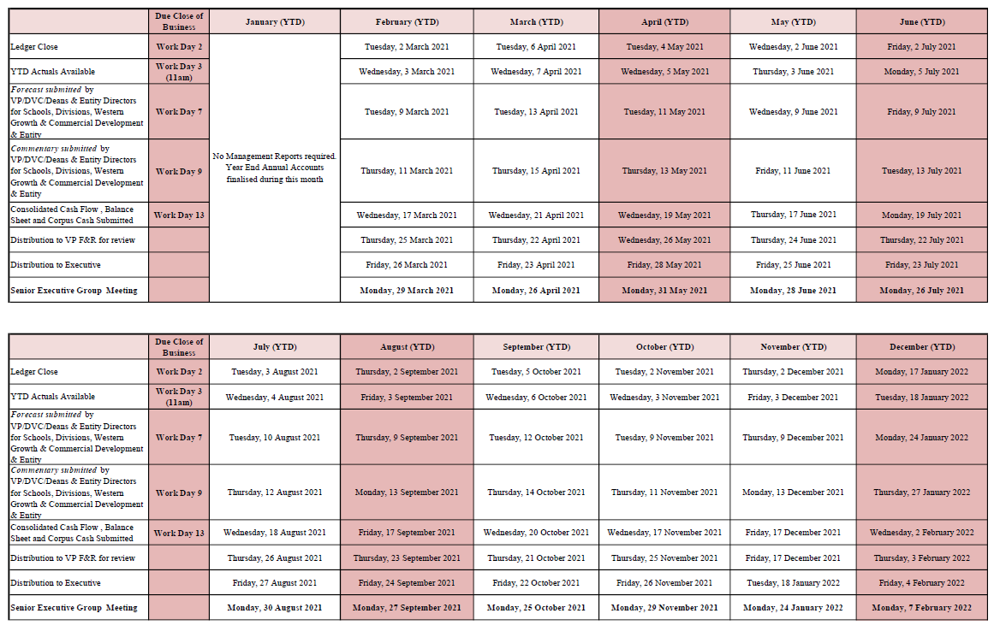 Due Close of Business January (YTD) February (YTD) March (YTD) April (YTD) May (YTD) June (YTD)
Ledger Close Work Day 2 Tuesday, 2 March 2021 Tuesday, 6 April 2021 Tuesday, 4 May 2021 Wednesday, 2 June 2021 Friday, 2 July 2021
YTD Actuals Available Work Day 3 (11am) Wednesday, 3 March 2021 Wednesday, 7 April 2021 Wednesday, 5 May 2021 Thursday, 3 June 2021 Monday, 5 July 2021
Forecast submitted by
VP/DVC/Deans & Entity Directors
for Schools, Divisions, Western
Growth & Commercial Development
& Entity
Work Day 7 Tuesday, 9 March 2021 Tuesday, 13 April 2021 Tuesday, 11 May 2021 Wednesday, 9 June 2021 Friday, 9 July 2021
Commentary submitted by
VP/DVC/Deans & Entity Directors
for Schools, Divisions, Western
Growth & Commercial Development
& Entity
Work Day 9 Thursday, 11 March 2021 Thursday, 15 April 2021 Thursday, 13 May 2021 Friday, 11 June 2021 Tuesday, 13 July 2021
No Management Reports required.
Year End Annual Accounts
finalised during this month
Consolidated Cash Flow , Balance
Sheet and Corpus Cash Submitted
Work Day 13 Wednesday, 17 March 2021 Wednesday, 21 April 2021 Wednesday, 19 May 2021 Thursday, 17 June 2021 Monday, 19 July 2021
Distribution to VP F&R for review Thursday, 25 March 2021 Thursday, 22 April 2021 Wednesday, 26 May 2021 Thursday, 24 June 2021 Thursday, 22 July 2021
Distribution to Executive Friday, 26 March 2021 Friday, 23 April 2021 Friday, 28 May 2021 Friday, 25 June 2021 Friday, 23 July 2021
Senior Executive Group Meeting Monday, 29 March 2021 Monday, 26 April 2021 Monday, 31 May 2021 Monday, 28 June 2021 Monday, 26 July 2021
Due Close of Business July (YTD) August (YTD) September (YTD) October (YTD) November (YTD) December (YTD)
Ledger Close Work Day 2 Tuesday, 3 August 2021 Thursday, 2 September 2021 Tuesday, 5 October 2021 Tuesday, 2 November 2021 Thursday, 2 December 2021 Monday, 17 January 2022
YTD Actuals Available Work Day 3 (11am) Wednesday, 4 August 2021 Friday, 3 September 2021 Wednesday, 6 October 2021 Wednesday, 3 November 2021 Friday, 3 December 2021 Tuesday, 18 January 2022
Forecast submitted by
VP/DVC/Deans & Entity Directors
for Schools, Divisions, Western
Growth & Commercial Development
& Entity
Work Day 7 Tuesday, 10 August 2021 Thursday, 9 September 2021 Tuesday, 12 October 2021 Tuesday, 9 November 2021 Thursday, 9 December 2021 Monday, 24 January 2022
Commentary submitted by
VP/DVC/Deans & Entity Directors
for Schools, Divisions, Western
Growth & Commercial Development
& Entity
Work Day 9 Thursday, 12 August 2021 Monday, 13 September 2021 Thursday, 14 October 2021 Thursday, 11 November 2021 Monday, 13 December 2021 Thursday, 27 January 2022
Consolidated Cash Flow , Balance
Sheet and Corpus Cash Submitted
Work Day 13 Wednesday, 18 August 2021 Friday, 17 September 2021 Wednesday, 20 October 2021 Wednesday, 17 November 2021 Friday, 17 December 2021 Wednesday, 2 February 2022
Distribution to VP F&R for review Thursday, 26 August 2021 Thursday, 23 September 2021 Thursday, 21 October 2021 Thursday, 25 November 2021 Friday, 17 December 2021 Thursday, 3 February 2022
Distribution to Executive Friday, 27 August 2021 Friday, 24 September 2021 Friday, 22 October 2021 Friday, 26 November 2021 Tuesday, 18 January 2022 Friday, 4 February 2022
Senior Executive Group Meeting Monday, 30 August 2021 Monday, 27 September 2021 Monday, 25 October 2021 Monday, 29 November 2021 Monday, 24 January 2022 Monday, 7 February 2022